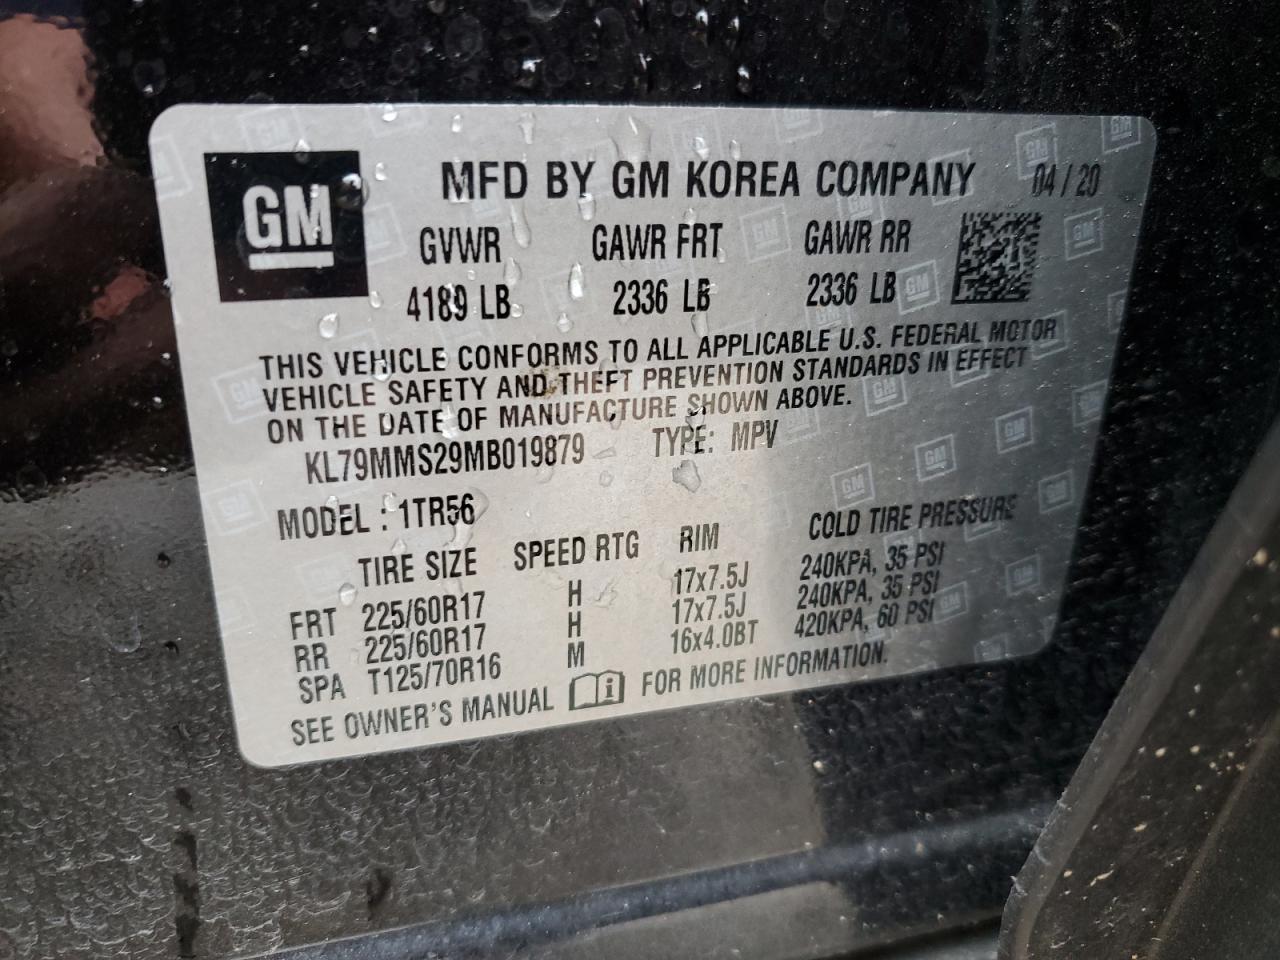 GM
MFD BY GM KOREA COMPANY 04 / 20
GVWR GAWR FRT GAWR RR
4189 LB 2336 LB 2336 LB
THIS VEHICLE CONFORMS TO ALL APPLICABLE U.S. FEDERAL MOTOR
VEHICLE SAFETY AND THEFT PREVENTION STANDARDS IN EFFECT
ON THE DATE OF MANUFACTURE SHOWN ABOVE.
KL79MMS29MB019879 TYPE: MPV
MODEL : 1TR56
TIRE SIZE SPEED RTG RIM COLD TIRE PRESSURE
FRT 225/60R17 H 17x7.5J 240KPA, 35 PSI
RR 225/60R17 H 17x7.5J 240KPA, 35 PSI
SPA T125/70R16 M 16x4.0BT 420KPA, 60 PSI
SEE OWNER'S MANUAL i FOR MORE INFORMATION.